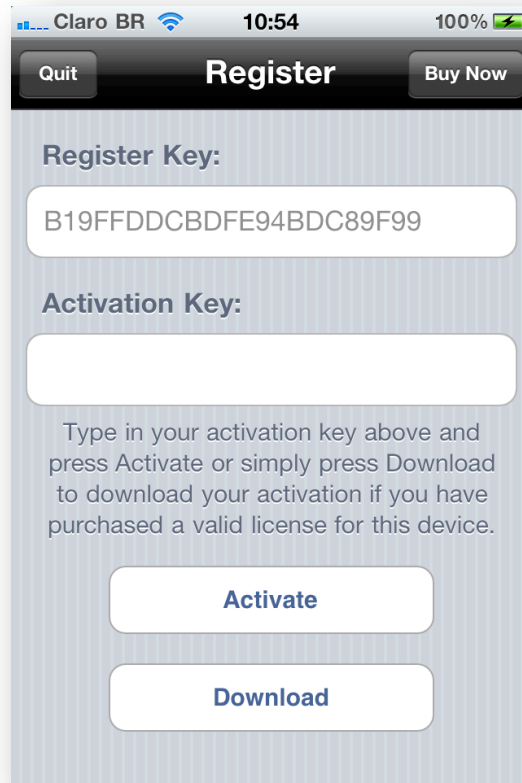 Claro BR 10:54 100%
Quit Register Buy Now
Register Key:
B19FFDDCBDFE94BDC89F99
Activation Key:
Type in your activation key above and
press Activate or simply press Download
to download your activation if you have
purchased a valid license for this device.
Activate
Download